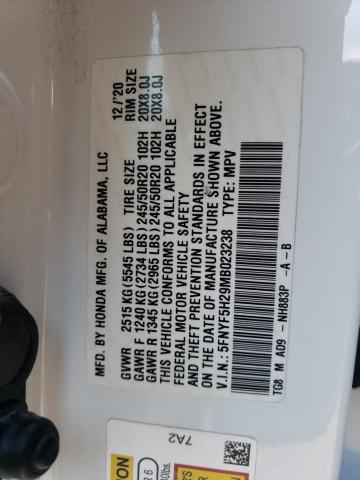 MFD. BY HONDA MFG. OF ALABAMA, LLC 12 / '20
TIRE SIZE RIM SIZE
GVWR 2515 KG (5545 LBS)
GAWR F 1240 KG (2734 LBS) 245/50R20 102H 20X8.0J
GAWR R 1345 KG (2965 LBS) 245/50R20 102H 20X8.0J
THIS VEHICLE CONFORMS TO ALL APPLICABLE
FEDERAL MOTOR VEHICLE SAFETY
AND THEFT PREVENTION STANDARDS IN EFFECT
ON THE DATE OF MANUFACTURE SHOWN ABOVE.
V.I.N.: 5FNYF5H29MB023238 TYPE: MPV
TG8 M AD9 - NH883P -A - B
7A2